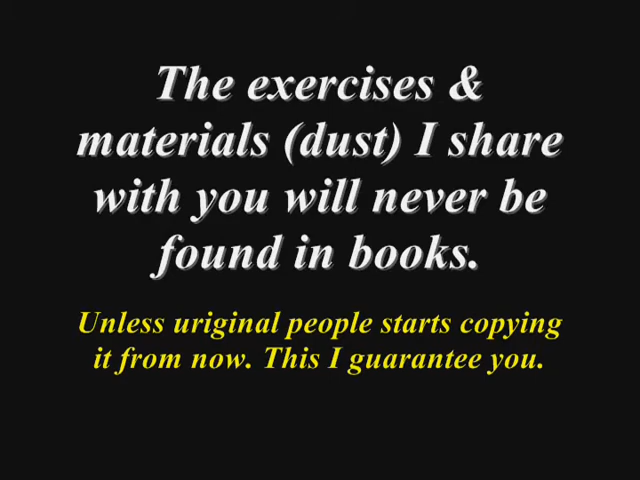 The exercises &
materials (dust) I share
with you will never be
found in books.
Unless uriginal people starts copying
it from now. This I guarantee you.